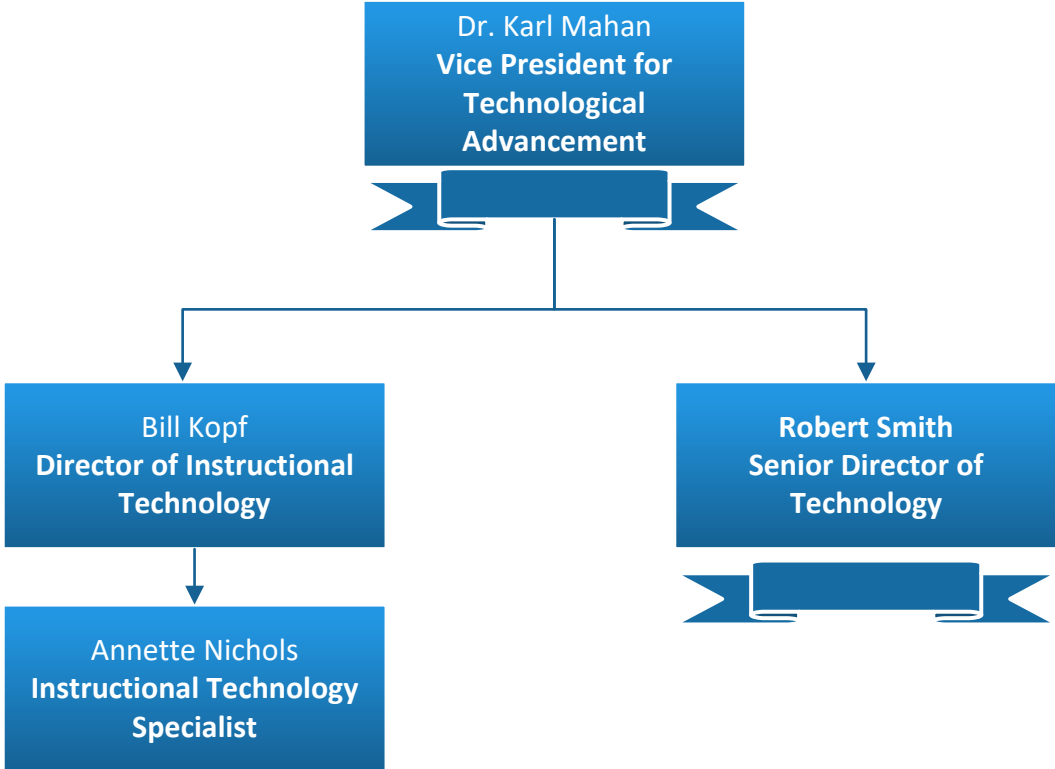 Dr. Karl Mahan
Vice President for
Technological
Advancement
Bill Kopf
Director of Instructional
Technology
Robert Smith
Senior Director of
Technology
Annette Nichols
Instructional Technology
Specialist